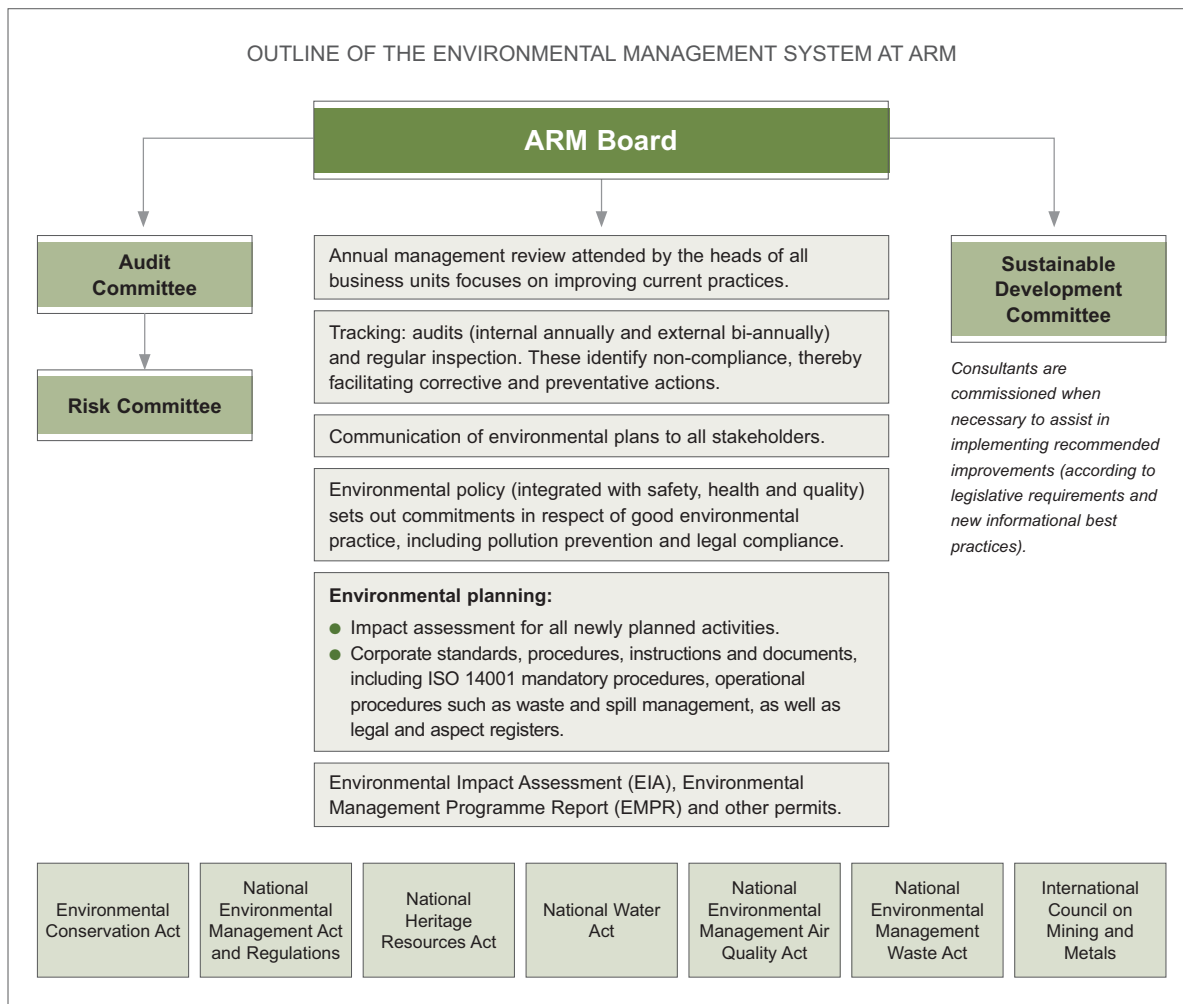 OUTLINE OF THE ENVIRONMENTAL MANAGEMENT SYSTEM AT ARM
ARM Board
Audit
Committee
Risk Committee
Annual management review attended by the heads of all
business units focuses on improving current practices.
Tracking: audits (internal annually and external bi-annually)
and regular inspection. These identify non-compliance, thereby
facilitating corrective and preventative actions.
Communication of environmental plans to all stakeholders.
Environmental policy (integrated with safety, health and quality)
sets out commitments in respect of good environmental
practice, including pollution prevention and legal compliance.
Environmental planning:
● Impact assessment for all newly planned activities.
● Corporate standards, procedures, instructions and documents,
including ISO 14001 mandatory procedures, operational
procedures such as waste and spill management, as well as
legal and aspect registers.
Environmental Impact Assessment (EIA), Environmental
Management Programme Report (EMPR) and other permits.
Sustainable
Development
Committee
Consultants are
commissioned when
necessary to assist in
implementing recommended
improvements (according to
legislative requirements and
new informational best
practices).
Environmental
Conservation Act
National
Environmental
Management Act
and Regulations
National
Heritage
Resources Act
National Water
Act
National
Environmental
Management Air
Quality Act
National
Environmental
Management
Waste Act
International
Council on
Mining and
Metals